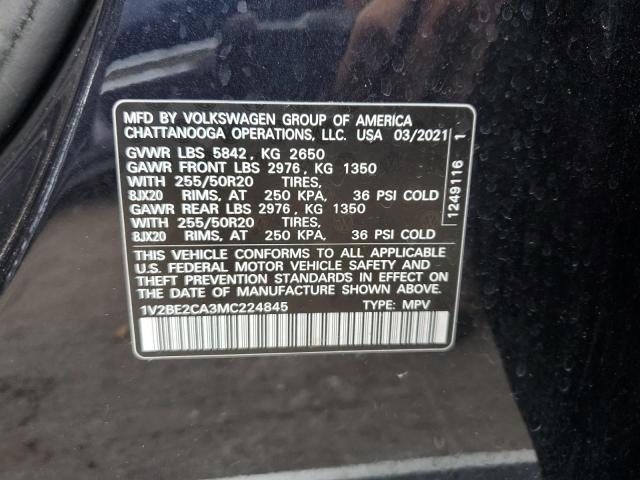 MFD BY VOLKSWAGEN GROUP OF AMERICA
CHATTANOOGA OPERATIONS, LLC. USA 03/2021
GVWR LBS 5842, KG 2650
GAWR FRONT LBS 2976, KG 1350
WITH 255/50R20 TIRES,
8JX20 RIMS, AT 250 KPA, 36 PSI COLD
GAWR REAR LBS 2976, KG 1350
WITH 255/50R20 TIRES,
8JX20 RIMS, AT 250 KPA, 36 PSI COLD
THIS VEHICLE CONFORMS TO ALL APPLICABLE
U.S. FEDERAL MOTOR VEHICLE SAFETY AND
THEFT PREVENTION STANDARDS IN EFFECT ON
DATE OF MANUFACTURE SHOWN ABOVE.
1V2BE2CA3MC224845 TYPE: MPV
1249116 1